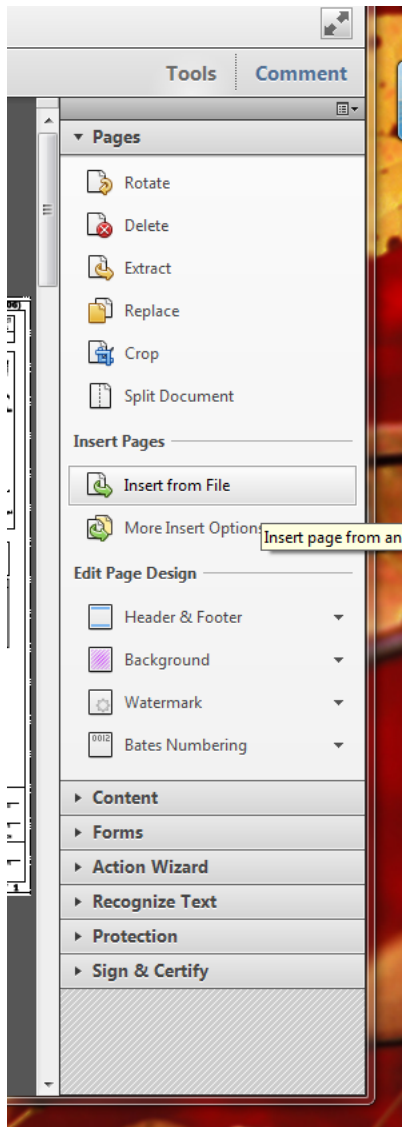 Tools Comment
Pages
Rotate
Delete
Extract
Replace
Crop
Split Document
Insert Pages
Insert from File
More Insert Options
Insert page from an
Edit Page Design
Header & Footer
Background
Watermark
0012
Bates Numbering
Content
Forms
Action Wizard
Recognize Text
Protection
Sign & Certify